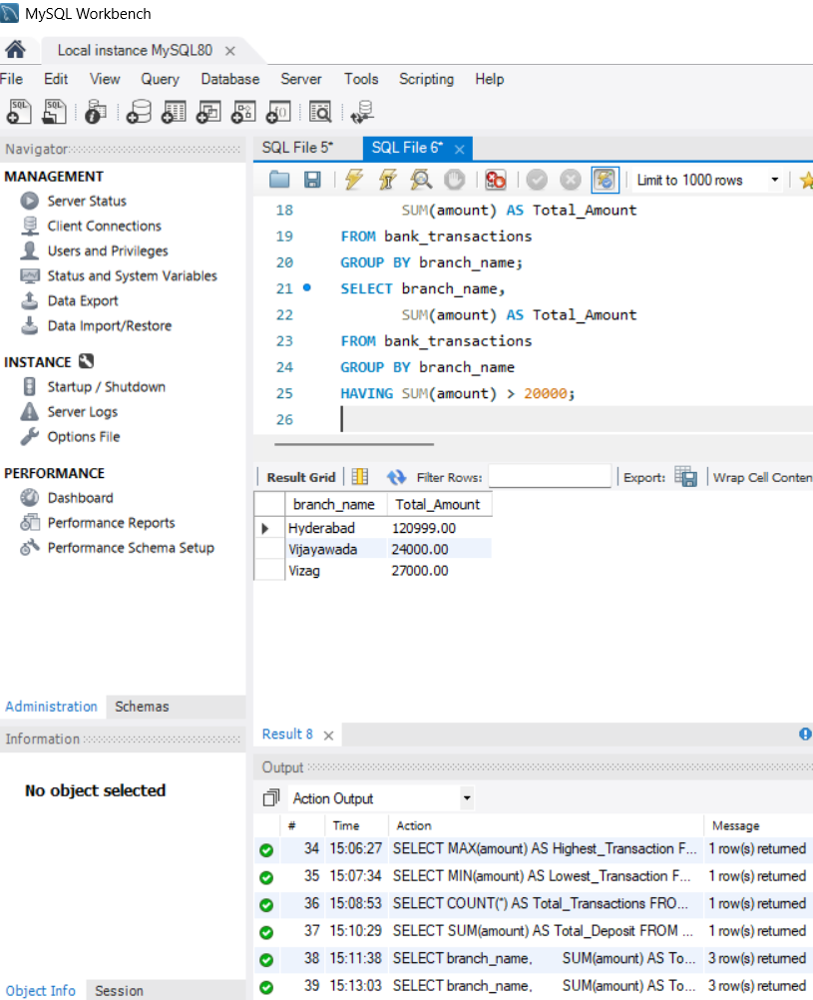 MySQL Workbench
Local instance MySQL80
File Edit View Query Database Server Tools Scripting Help
SQL SQL
Navigator
SQL File 5* SQL File 6*
MANAGEMENT
Server Status
Client Connections
Users and Privileges
Status and System Variables
Data Export
Data Import/Restore
INSTANCE
Startup / Shutdown
Server Logs
Options File
PERFORMANCE
Dashboard
Performance Reports
Performance Schema Setup
Administration Schemas
Information
No object selected
Object Info Session
Limit to 1000 rows
18 SUM(amount) AS Total_Amount
19 FROM bank_transactions
20 GROUP BY branch_name;
21 SELECT branch_name,
22 SUM(amount) AS Total_Amount
23 FROM bank_transactions
24 GROUP BY branch_name
25 HAVING SUM(amount) > 20000;
26
Result Grid Filter Rows: Export: Wrap Cell Conten
branch_name Total_Amount
Hyderabad 120999.00
Vijayawada 24000.00
Vizag 27000.00
Result 8
Output
Action Output
# Time Action Message
34 15:06:27 SELECT MAX(amount) AS Highest_Transaction F... 1 row(s) returned
35 15:07:34 SELECT MIN(amount) AS Lowest_Transaction F... 1 row(s) returned
36 15:08:53 SELECT COUNT(*) AS Total_Transactions FRO... 1 row(s) returned
37 15:10:29 SELECT SUM(amount) AS Total_Deposit FROM ... 1 row(s) returned
38 15:11:38 SELECT branch_name, SUM(amount) AS To... 3 row(s) returned
39 15:13:03 SELECT branch_name, SUM(amount) AS To... 3 row(s) returned